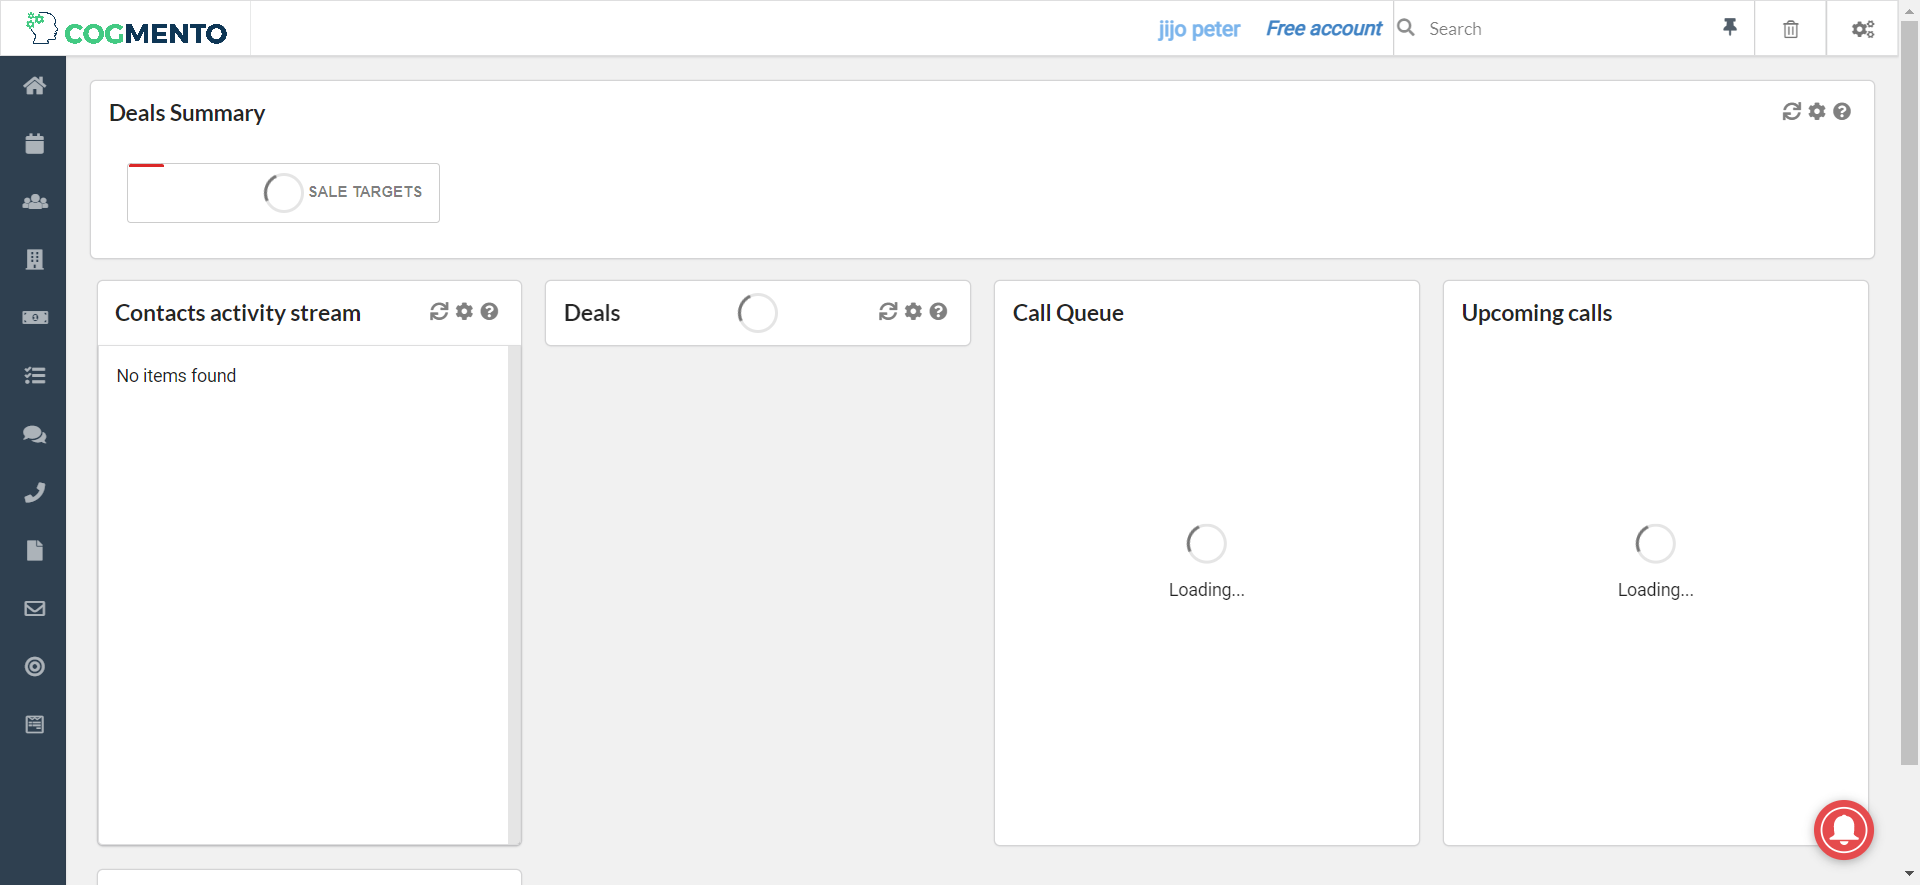 COGMENTO
jijo peter
Free account
Search
Deals Summary
SALE TARGETS
Contacts activity stream
Deals
Call Queue
Upcoming calls
No items found
Loading...
Loading...